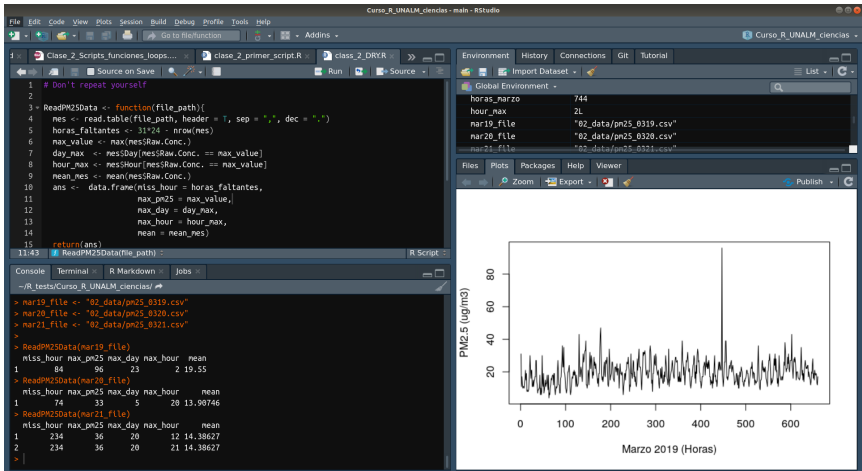 Curso_R_UNALM_ciencias - main - RStudio
File Edit Code View Plots Session Build Debug Profile Tools Help
Go to file/function Addins
Curso_R_UNALM_ciencias
Clase_2_Scripts_funciones_loops.... clase_2_primer_script.R class_2_DRY.R
Source on Save Run Source
1 # Don't repeat yourself
2
3 ReadPM25Data <- function(file_path){
4 mes <- read.table(file_path, header = T, sep = ",", dec = ".")
5 horas_faltantes <- 31*24 - nrow(mes)
6 max_value <- max(mes$Raw.Conc.)
7 day_max <- mes$Day[mes$Raw.Conc. == max_value]
8 hour_max <- mes$Hour[mes$Raw.Conc. == max_value]
9 mean_mes <- mean(mes$Raw.Conc.)
10 ans <- data.frame(miss_hour = horas_faltantes,
11 max_pm25 = max_value,
12 max_day = day_max,
13 max_hour = hour_max,
14 mean = mean_mes)
15 return(ans)
11:43 ReadPM25Data(file_path) R Script
Console Terminal R Markdown Jobs
~/R_tests/Curso_R_UNALM_ciencias/
> mar19_file <- "02_data/pm25_0319.csv"
> mar20_file <- "02_data/pm25_0320.csv"
> mar21_file <- "02_data/pm25_0321.csv"
>
> ReadPM25Data(mar19_file)
miss_hour max_pm25 max_day max_hour mean
1 84 96 23 2 19.55
> ReadPM25Data(mar20_file)
miss_hour max_pm25 max_day max_hour mean
1 74 33 5 20 13.90746
> ReadPM25Data(mar21_file)
miss_hour max_pm25 max_day max_hour mean
1 234 36 20 12 14.38627
2 234 36 20 21 14.38627
>
Environment History Connections Git Tutorial
Import Dataset List
Global Environment
horas_marzo 744
hour_max 2L
mar19_file "02_data/pm25_0319.csv"
mar20_file "02_data/pm25_0320.csv"
mar21_file "02_data/pm25_0321.csv"
Files Plots Packages Help Viewer
Zoom Export Publish
PM2.5 (ug/m3)
80
60
40
20
0 100 200 300 400 500 600
Marzo 2019 (Horas)